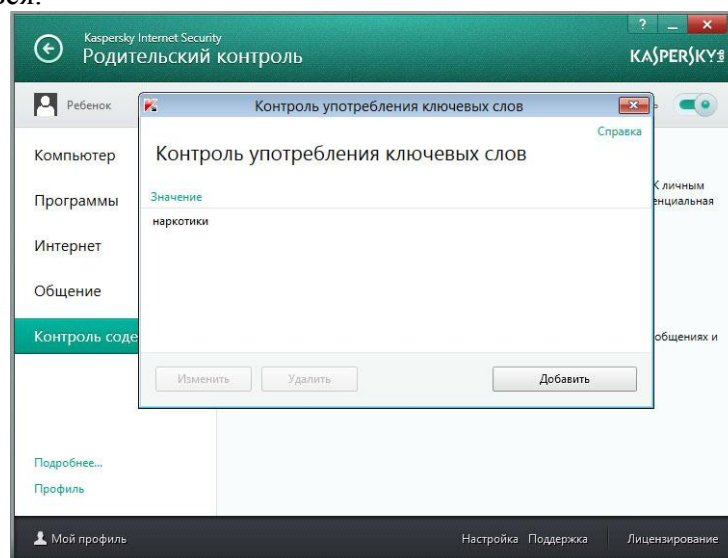 ся.
Kaspersky Internet Security
Родительский контроль
? _ x
KASPERSKY
Ребенок
Контроль употребления ключевых слов
Справка
Контроль употребления ключевых слов
Значение
наркотики
Изменить Удалить Добавить
Компьютер
Программы
Интернет
Общение
Контроль соде
К личным
енциальная
общениях и
Подробнее...
Профиль
Мой профиль
Настройка Поддержка Лицензирование